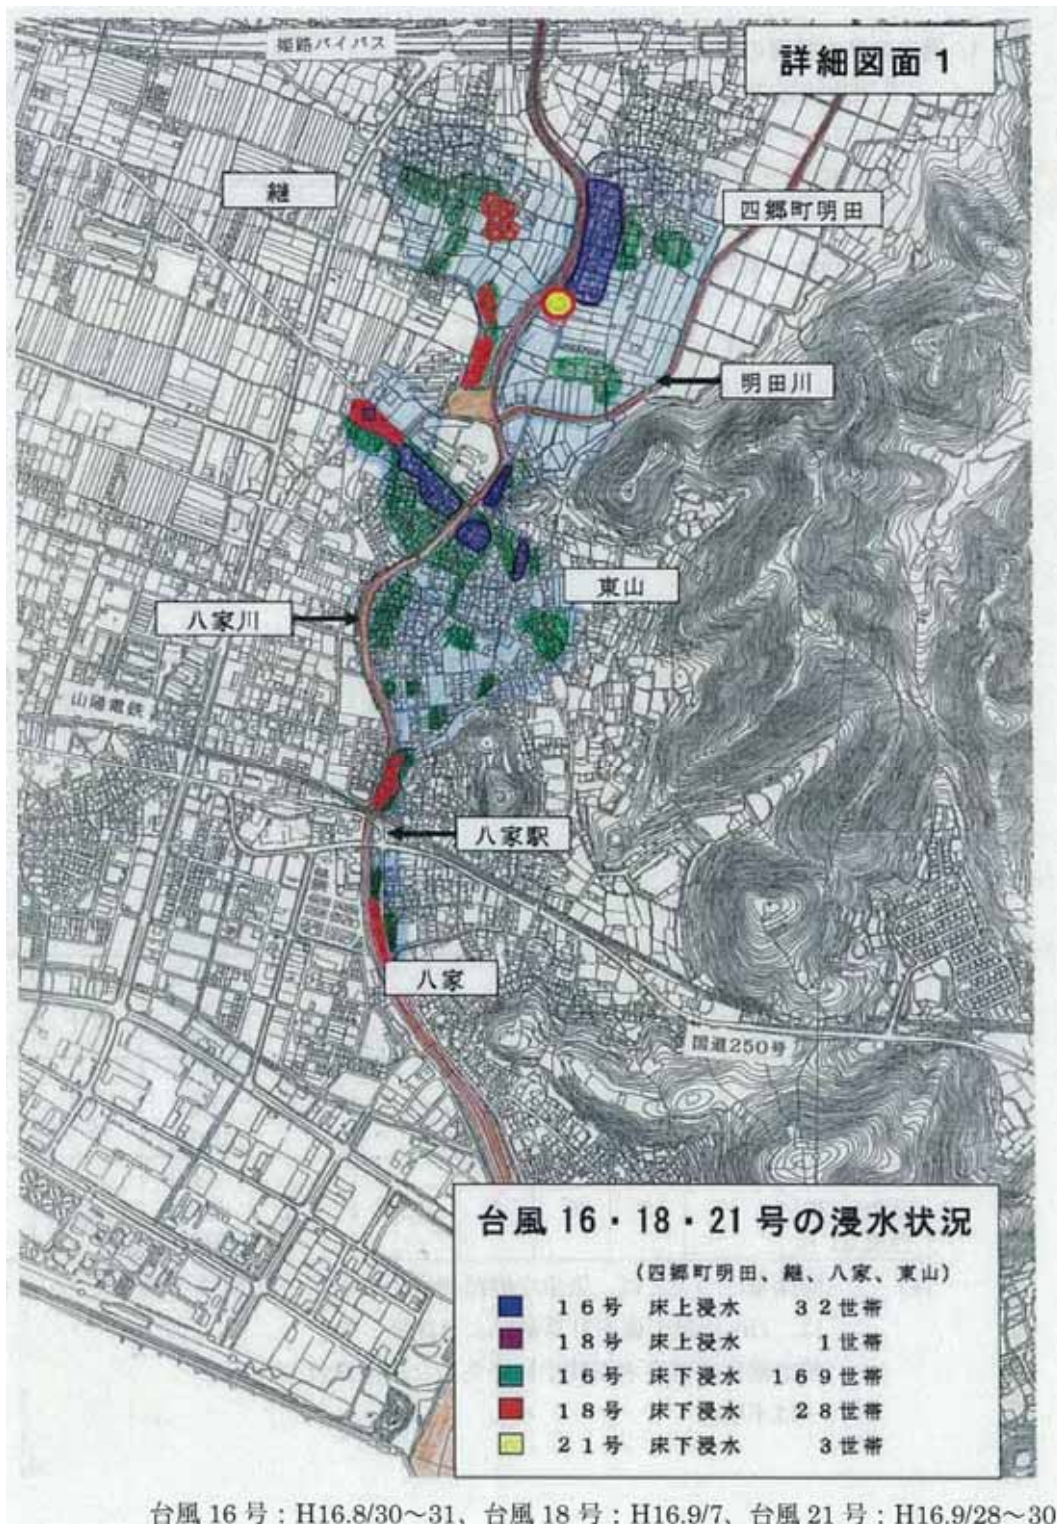 姫路バイパス
詳細図面1
継
四郷町明田
明田川
東山
八家川
山陽電鉄
八家駅
八家
国道250号
台風16・18・21号の浸水状況
(四郷町明田、継、八家、東山)
16号 床上浸水 32世帯
18号 床上浸水 1世帯
16号 床下浸水 169世帯
18号 床下浸水 28世帯
21号 床下浸水 3世帯
台風16号：H16.8/30～31、台風18号：H16.9/7、台風21号：H16.9/28～30